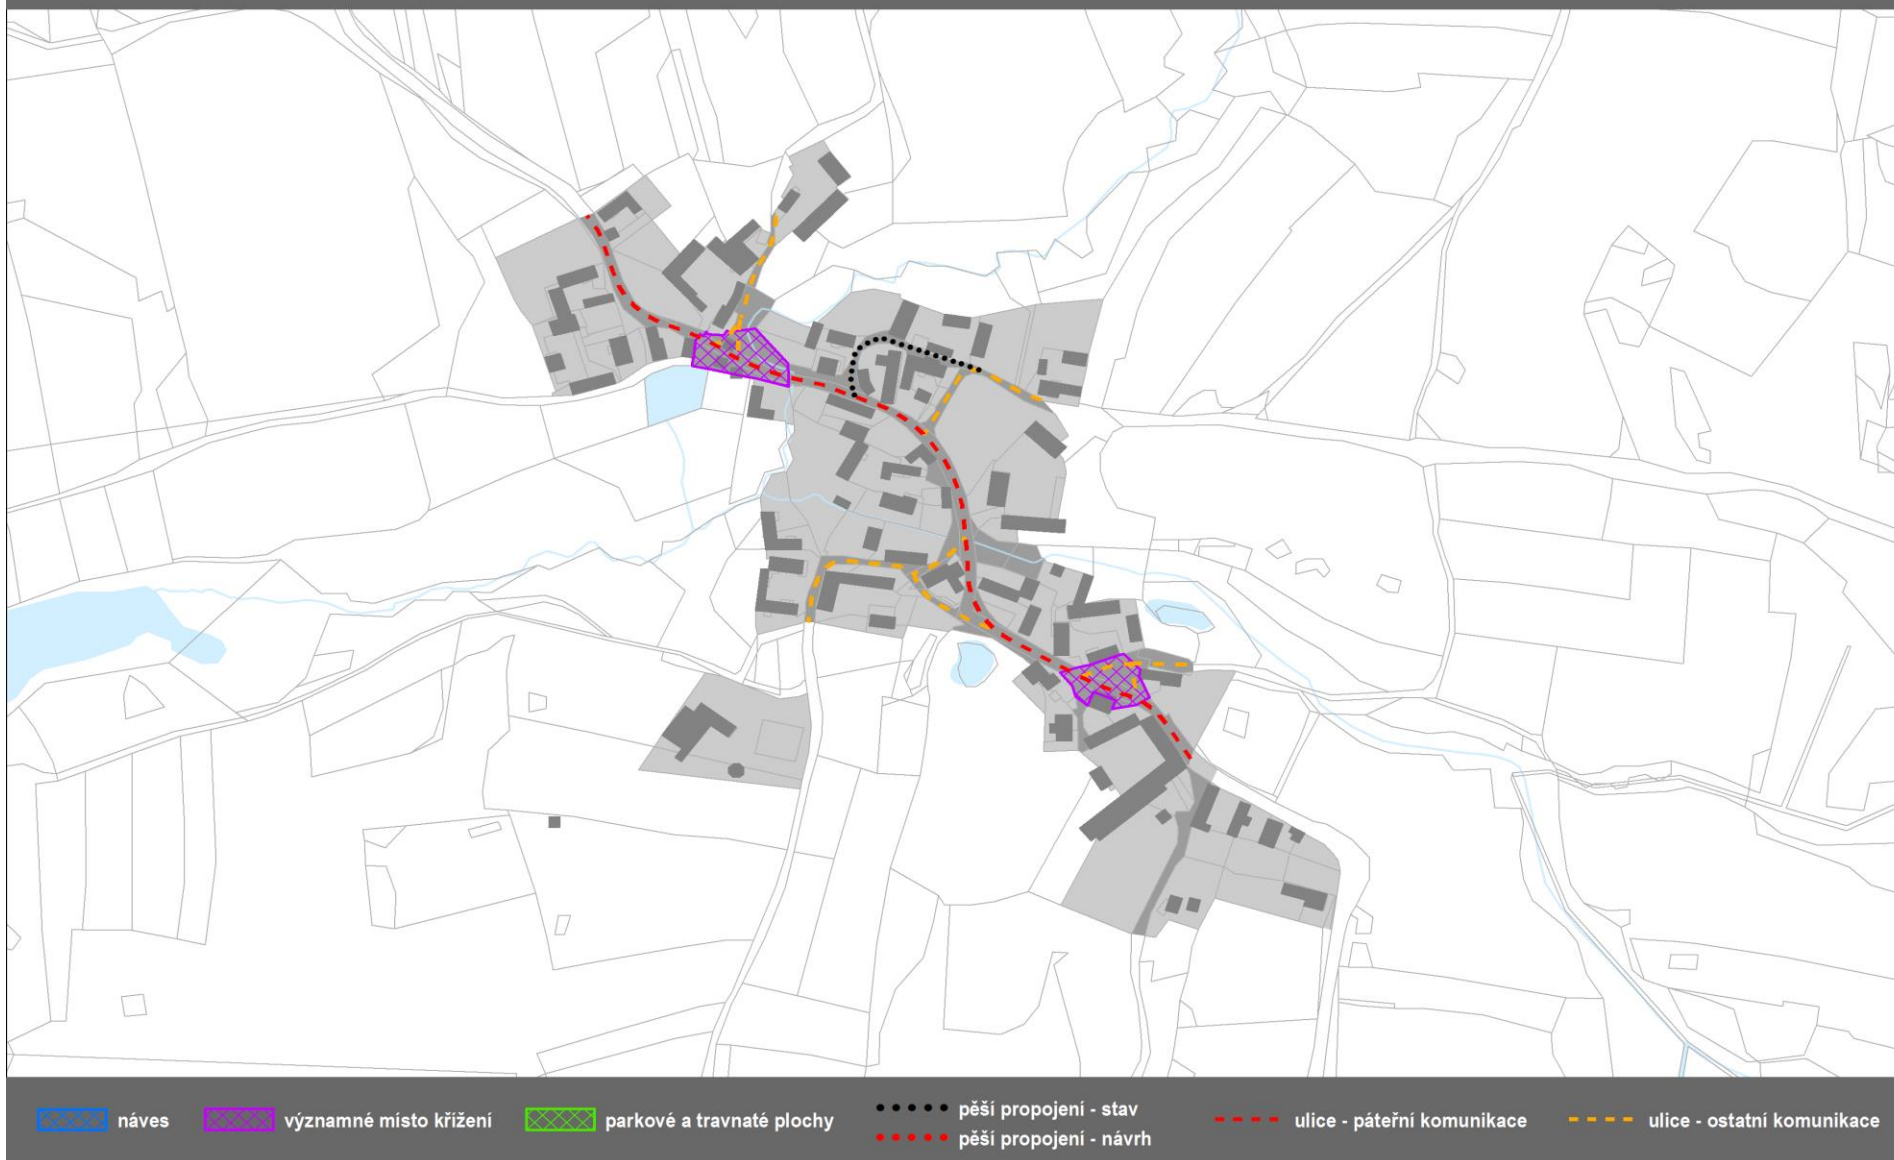 náves
významné místo křížení
parkové a travnaté plochy
pěší propojení - stav
pěší propojení - návrh
ulice - páteřní komunikace
ulice - ostatní komunikace